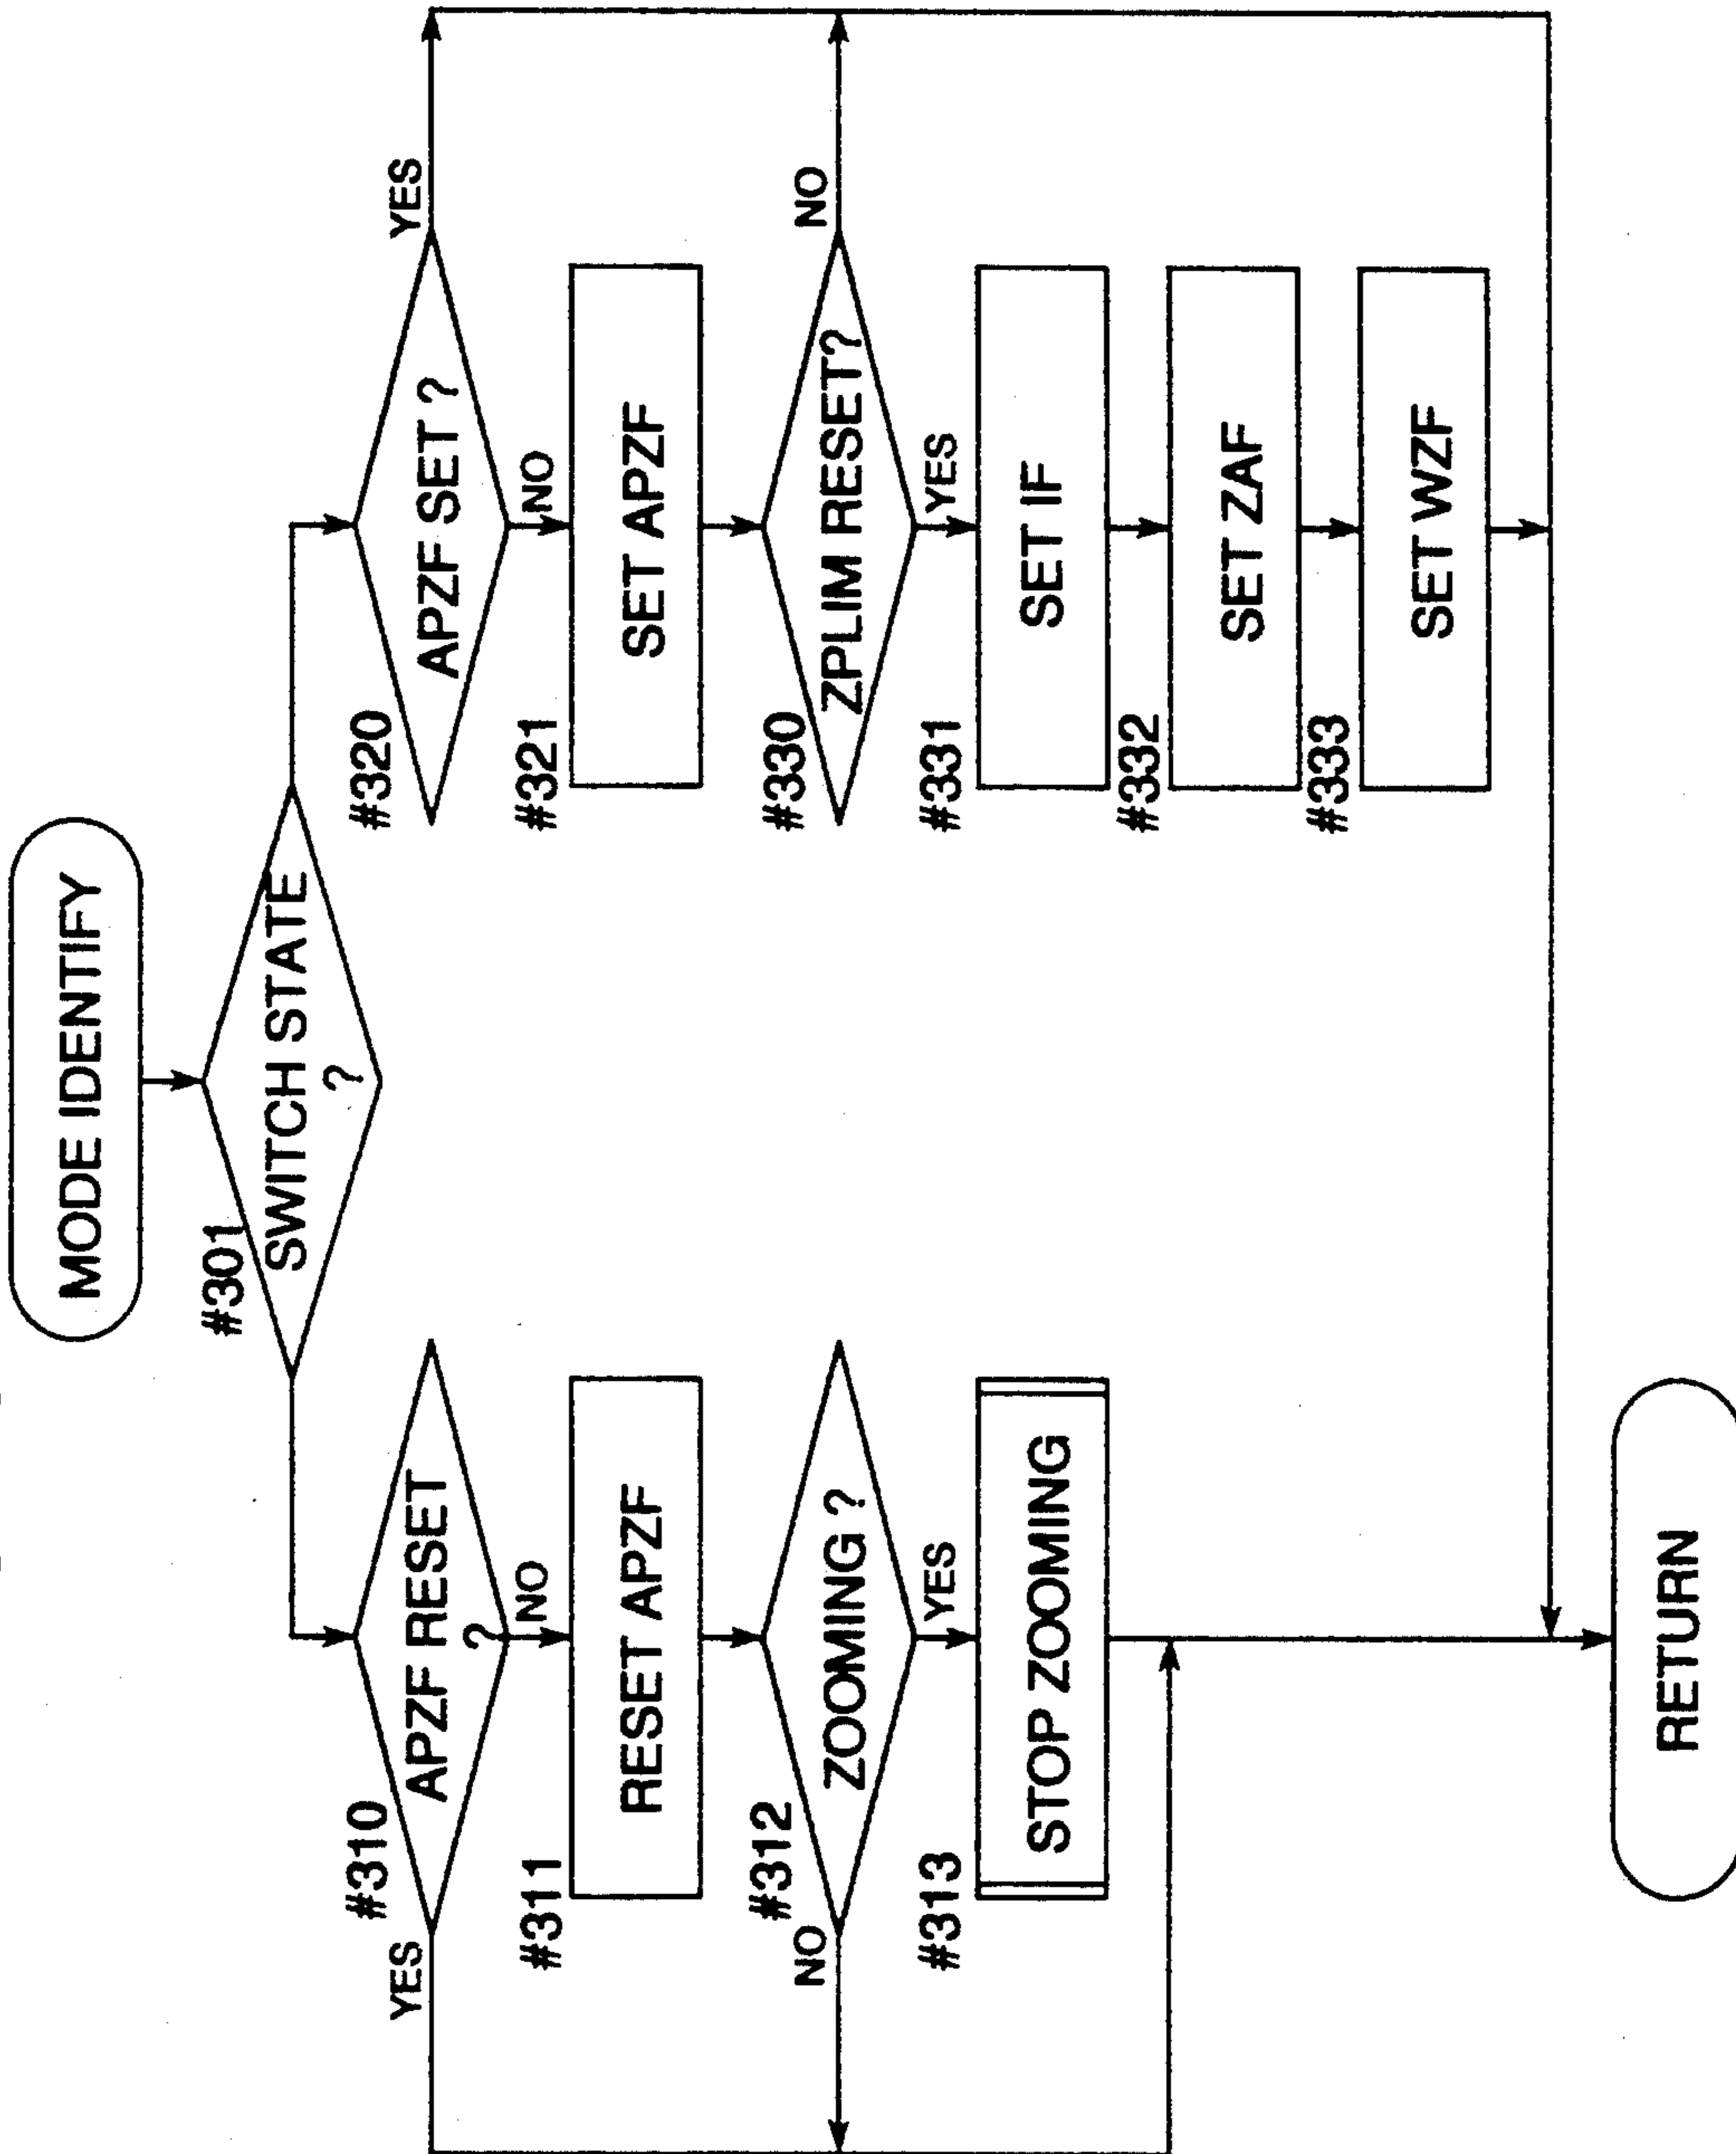 MODE IDENTIFY
#301
SWITCH STATE
?
#310
APZF RESET
?
YES
NO
#311
RESET APZF
#312
ZOOMING ?
NO
YES
#313
STOP ZOOMING
#320
APZF SET ?
YES
NO
#321
SET APZF
#330
ZPLIM RESET?
NO
YES
#331
SET IF
#332
SET ZAF
#333
SET WZF
RETURN